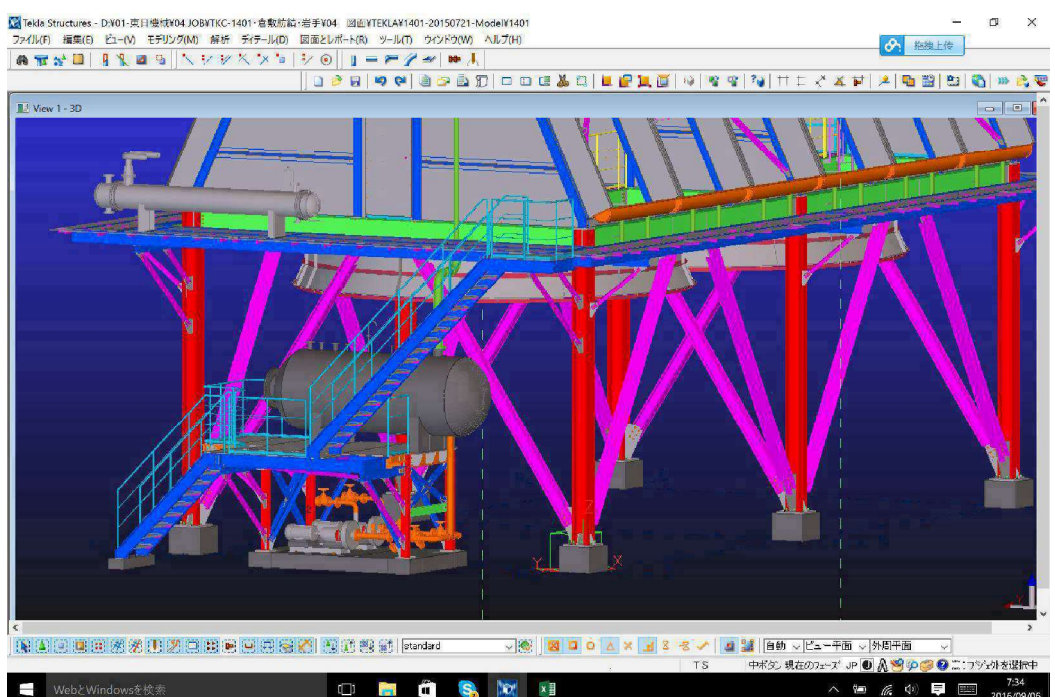 Tekla Structures - D:¥01-東日機械¥04 JOB¥TKC-1401・倉敷紡績・岩手¥04 図面¥TEKLA¥1401-20150721-Model¥1401
ファイル(F) 編集(E) ビュー(V) モデリング(M) 解析 ディテール(D) 図面とレポート(R) ツール(T) ウィンドウ(W) ヘルプ(H)
拖拽上传
View 1 - 3D
Z
Y X
standard
自動 ビュー平面 外周平面
T S 中ボタン 現在のフェーズ JP
ブジェクトを選択中
WebとWindowsを検索
7:34
2016/09/06